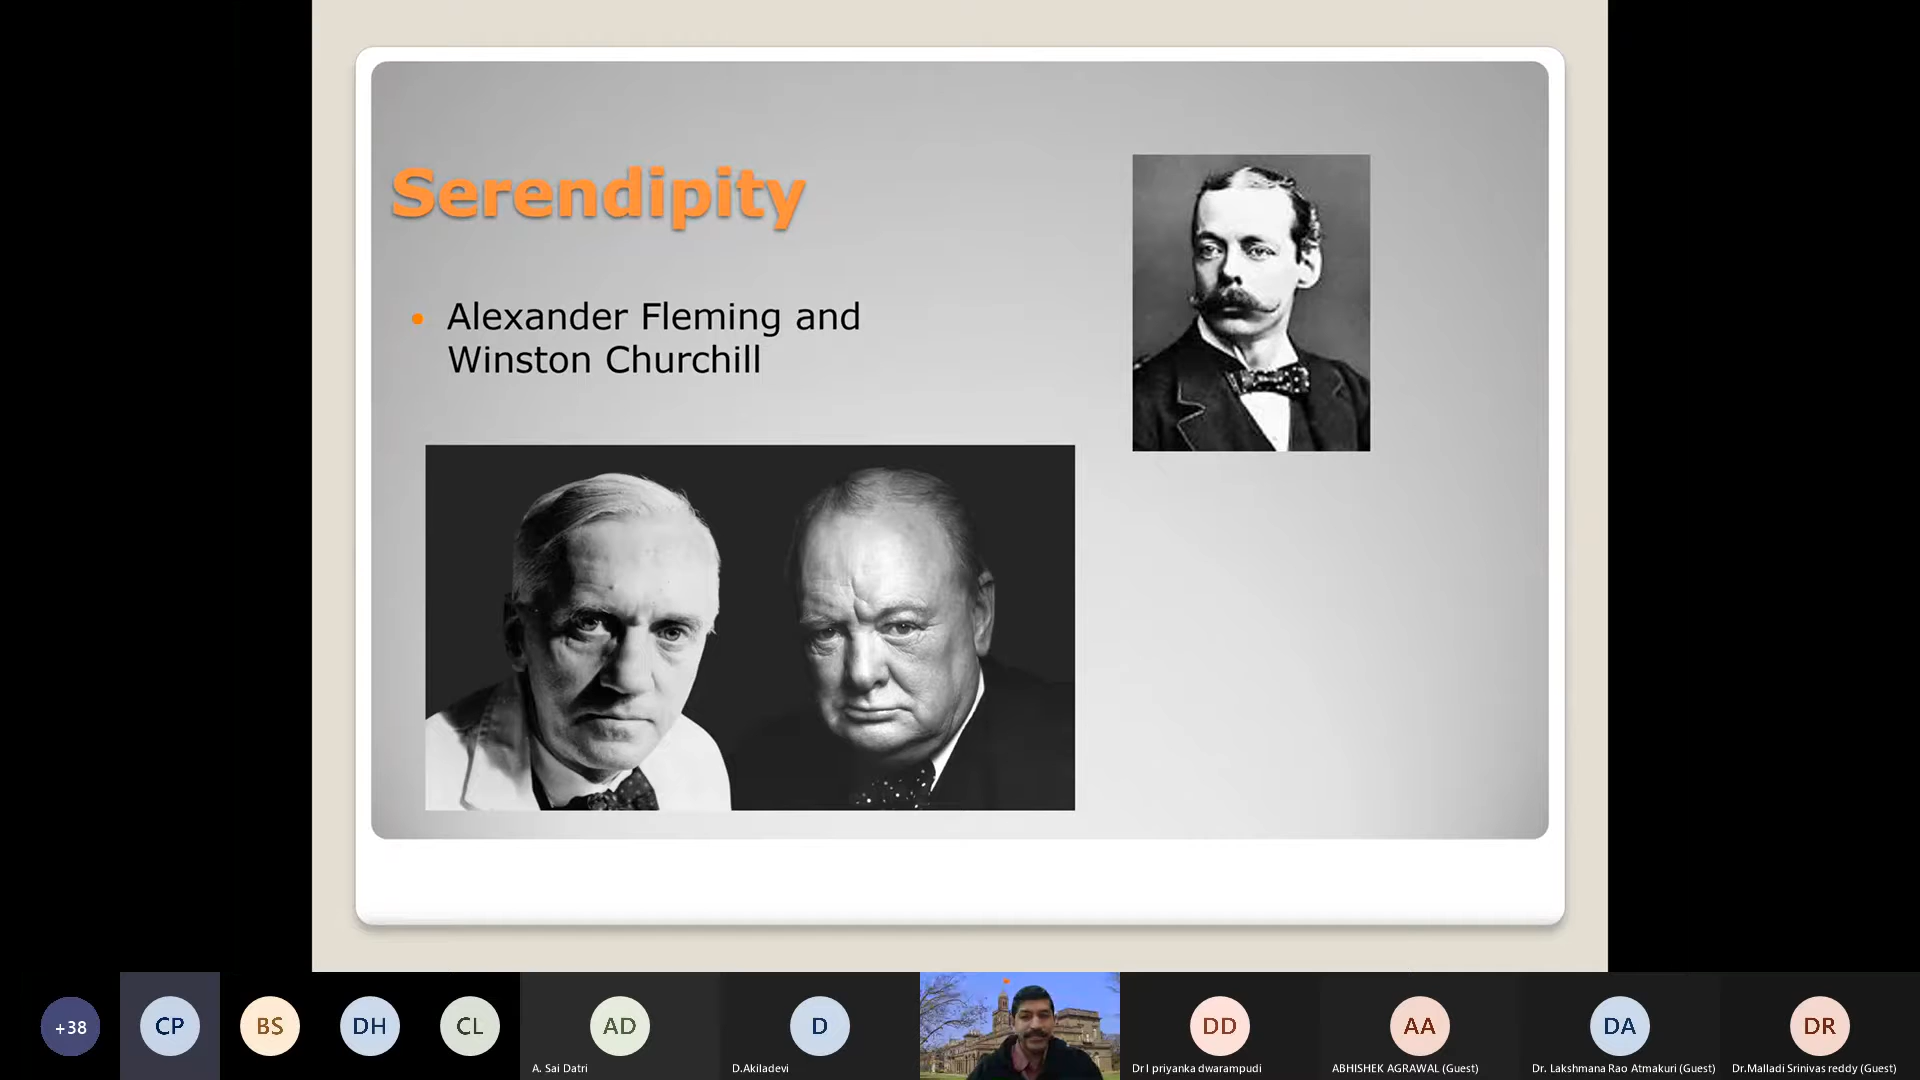 Serendipity
Alexander Fleming and
Winston Churchill
+38
CP
BS
DH
CL
AD
A. Sai Datri
D
D.Akiladevi
DD
Dr I priyanka dwarampudi
AA
ABHISHEK AGRAWAL (Guest)
DA
Dr. Lakshmana Rao Atmakuri (Guest)
DR
Dr.Malladi Srinivas reddy (Guest)